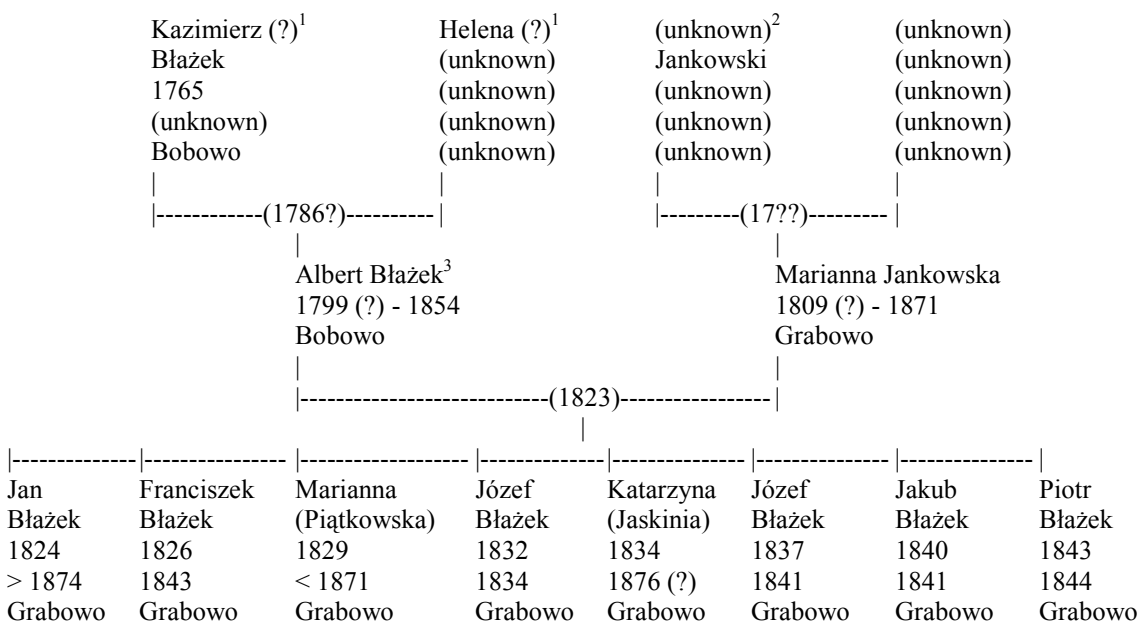 Kazimierz (?)1 Helena (?)1 (unknown)2 (unknown)
Błażek (unknown) Jankowski (unknown)
1765 (unknown) (unknown) (unknown)
(unknown) (unknown) (unknown) (unknown)
Bobowo (unknown) (unknown) (unknown)
| | | |
|------------(1786?)---------- | |---------(17??)--------- |
| |
Albert Błażek3 Marianna Jankowska
1799 (?) - 1854 1809 (?) - 1871
Bobowo Grabowo
| |
|----------------------------(1823)----------------- |
|
|--------------|---------------- |------------------- |--------------|--------------- |--------------- |--------------- |
Jan Franciszek Marianna Józef Katarzyna Józef Jakub Piotr
Błażek Błażek (Piątkowska) Błażek (Jaskinia) Błażek Błażek Błażek
1824 1826 1829 1832 1834 1837 1840 1843
> 1874 1843 < 1871 1834 1876 (?) 1841 1841 1844
Grabowo Grabowo Grabowo Grabowo Grabowo Grabowo Grabowo Grabowo